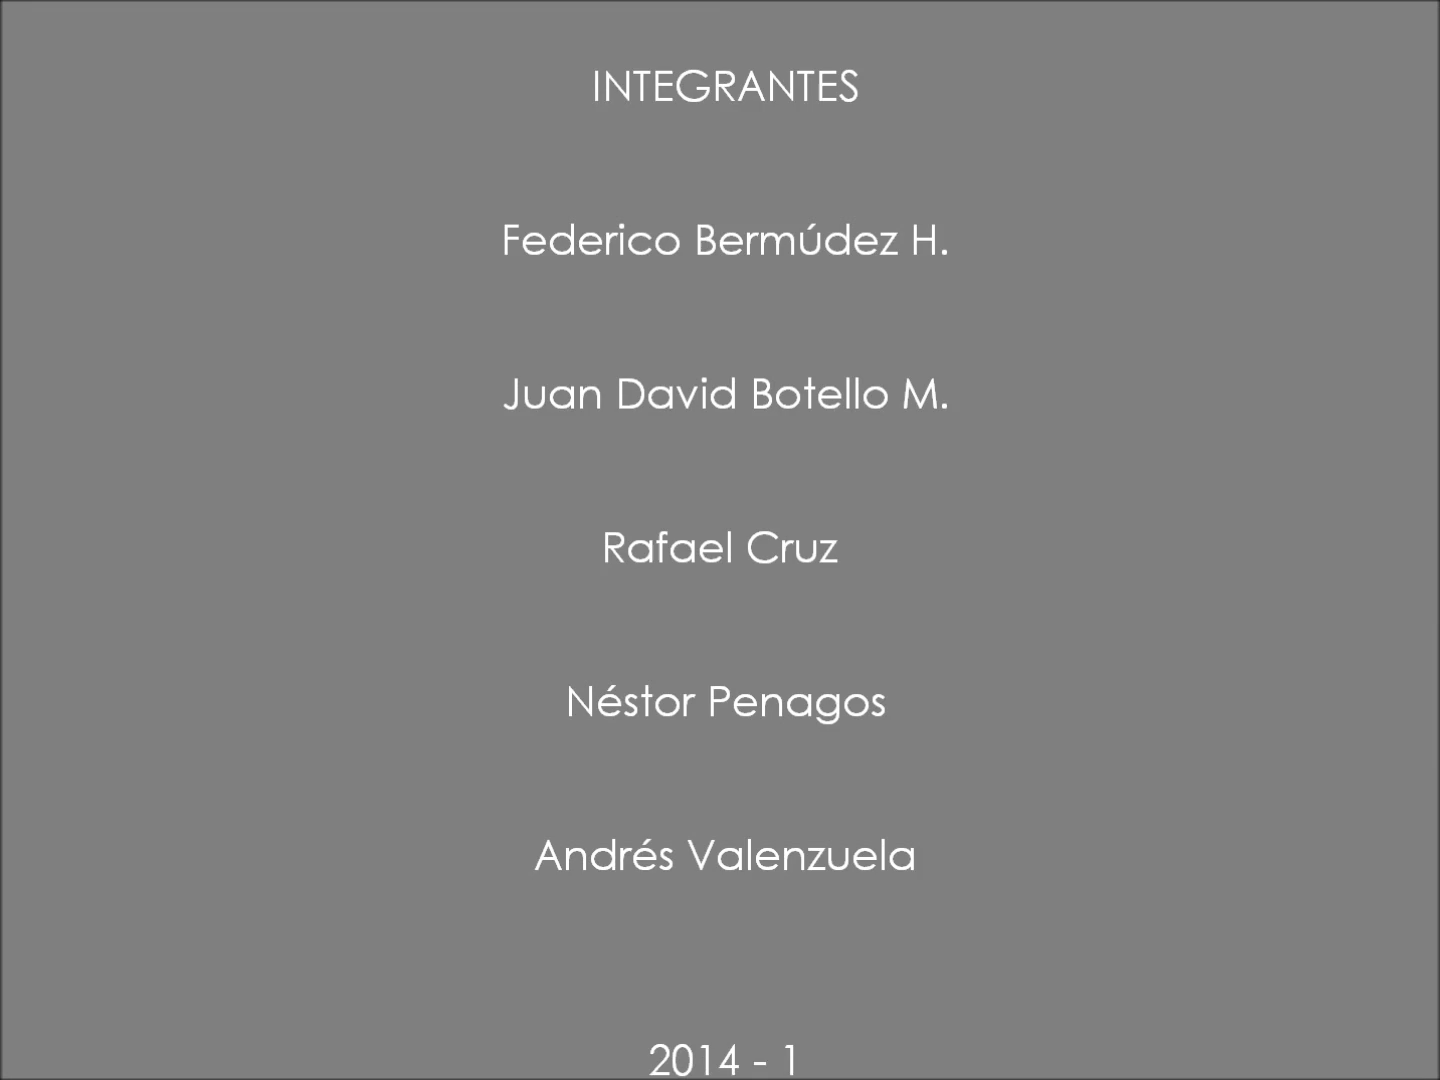 INTEGRANTES
Federico Bermúdez H.
Juan David Botello M.
Rafael Cruz
Néstor Penagos
Andrés Valenzuela
2014 - 1